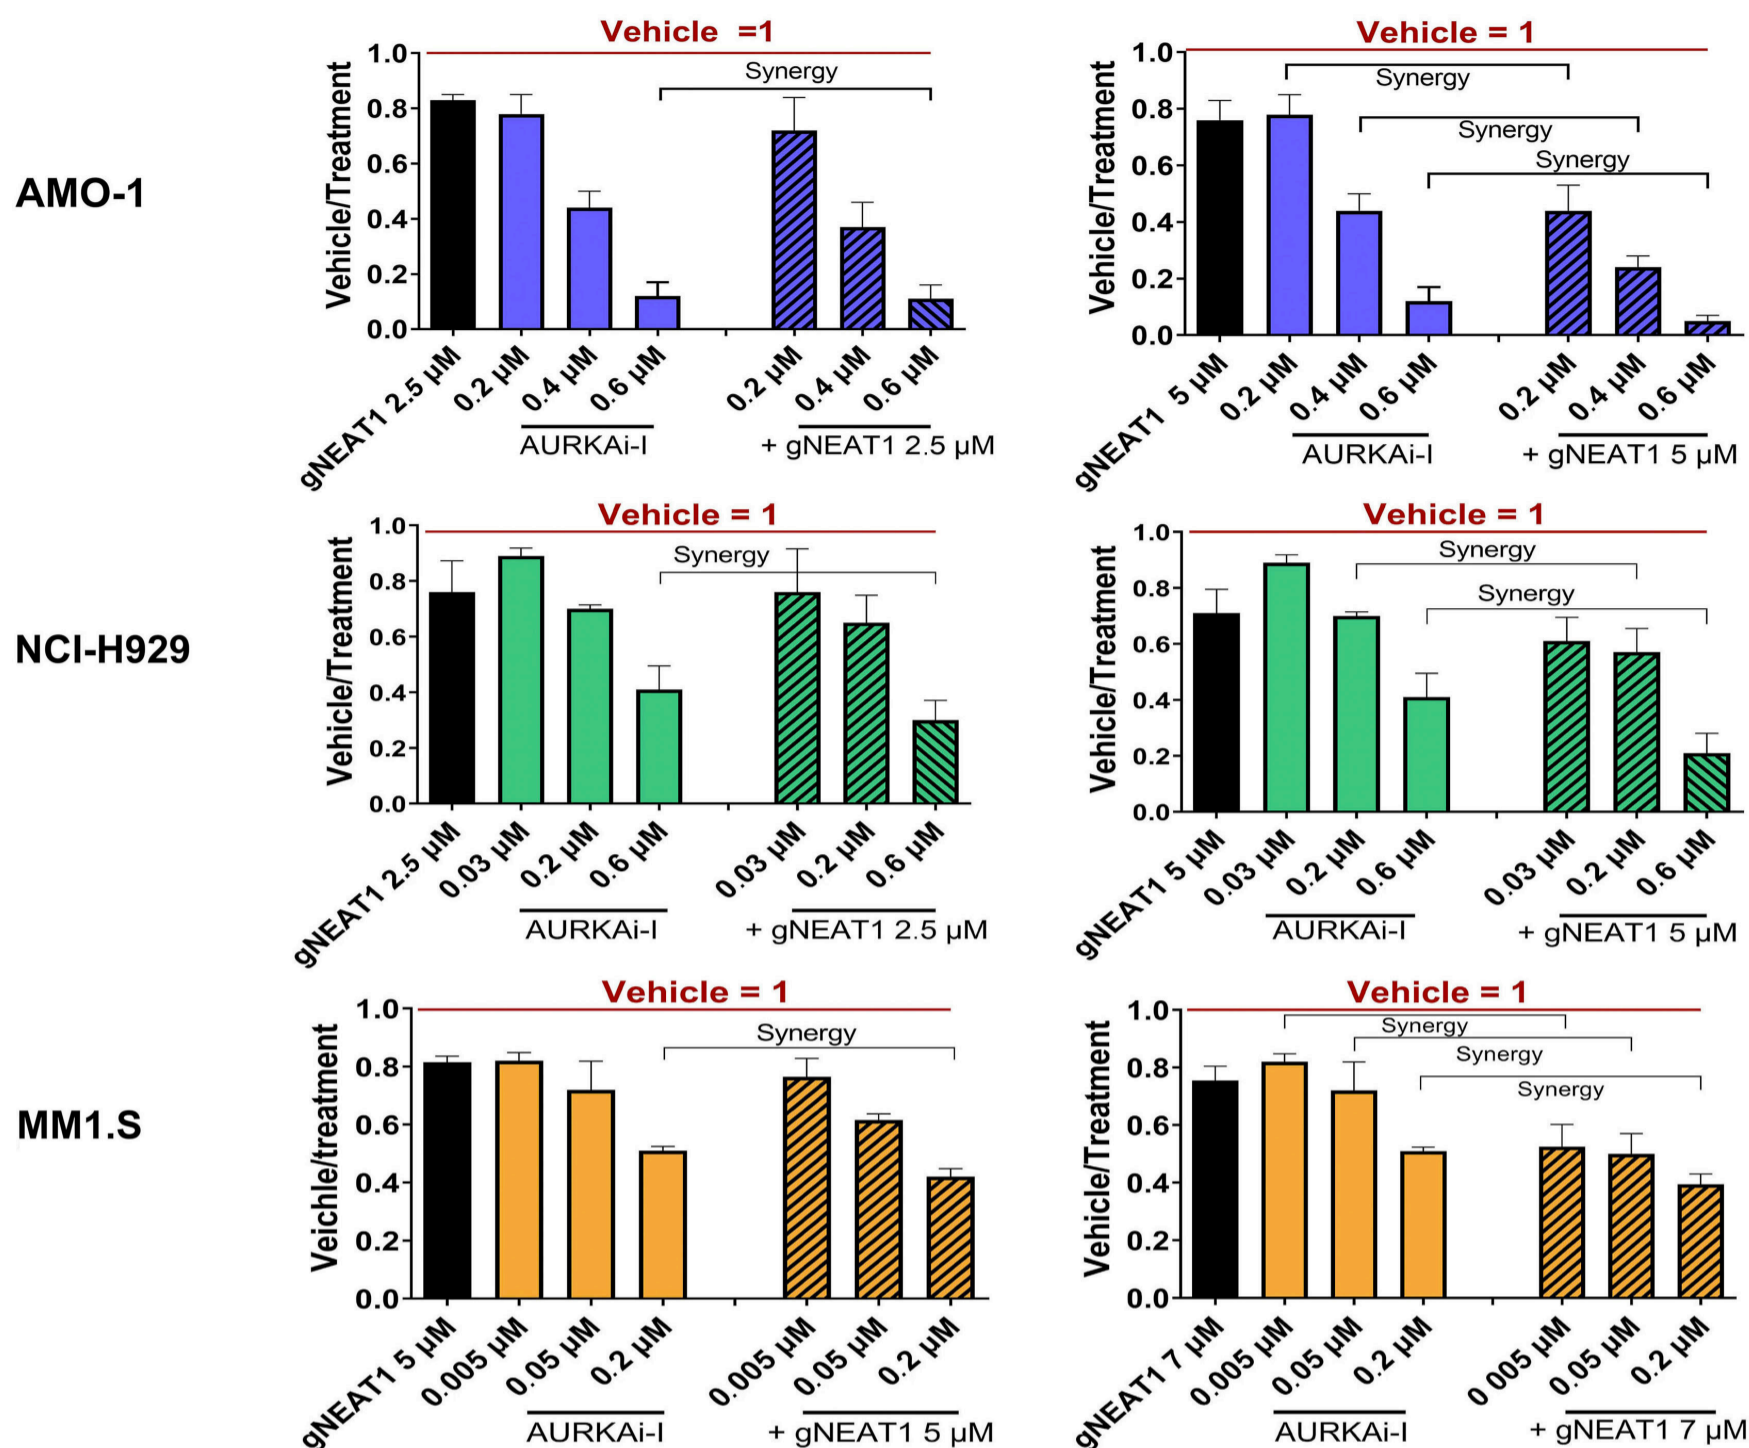 AMO-1
Vehicle =1
Synergy
Vehicle/Treatment
1.0
0.8
0.6
0.4
0.2
0.0
gNEAT1 2.5 µM
0.2 µM
0.4 µM
0.6 µM
0.2 µM
0.4 µM
0.6 µM
AURKAi-I
+ gNEAT1 2.5 µM
Vehicle = 1
Synergy
Synergy
Synergy
Vehicle/Treatment
1.0
0.8
0.6
0.4
0.2
0.0
gNEAT1 5 µM
0.2 µM
0.4 µM
0.6 µM
0.2 µM
0.4 µM
0.6 µM
AURKAi-I
+ gNEAT1 5 µM
NCI-H929
Vehicle = 1
Synergy
Vehicle/Treatment
1.0
0.8
0.6
0.4
0.2
0.0
gNEAT1 2.5 µM
0.03 µM
0.2 µM
0.6 µM
0.03 µM
0.2 µM
0.6 µM
AURKAi-I
+ gNEAT1 2.5 µM
Vehicle = 1
Synergy
Synergy
Vehicle/Treatment
1.0
0.8
0.6
0.4
0.2
0.0
gNEAT1 5 µM
0.03 µM
0.2 µM
0.6 µM
0.03 µM
0.2 µM
0.6 µM
AURKAi-I
+ gNEAT1 5 µM
MM1.S
Vehicle = 1
Synergy
Veichle/treatment
1.0
0.8
0.6
0.4
0.2
0.0
gNEAT1 5 µM
0.005 µM
0.05 µM
0.2 µM
0.005 µM
0.05 µM
0.2 µM
AURKAi-I
+ gNEAT1 5 µM
Vehicle = 1
Synergy
Synergy
Synergy
Vehicle/Treatment
1.0
0.8
0.6
0.4
0.2
0.0
gNEAT1 7 µM
0.005 µM
0.05 µM
0.2 µM
0 005 µM
0.05 µM
0.2 µM
AURKAi-I
+ gNEAT1 7 µM